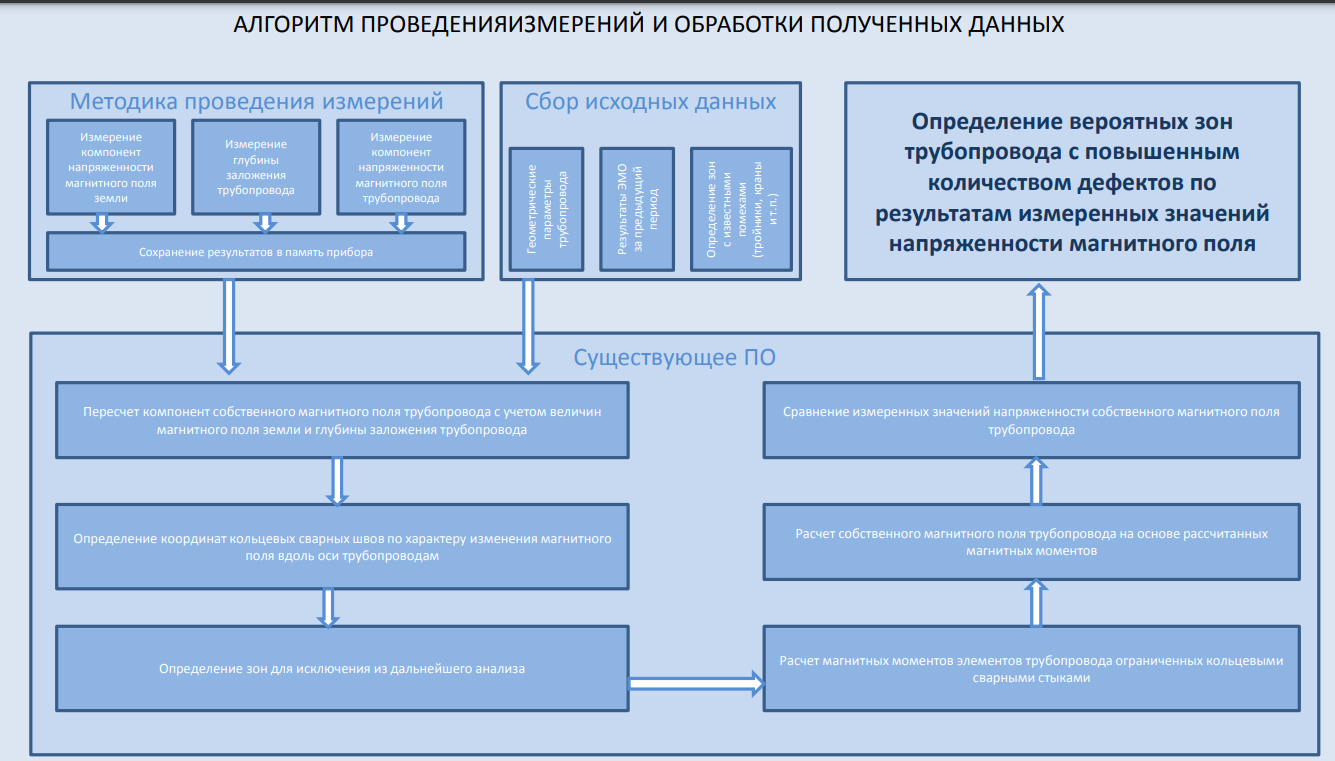 АЛГОРИТМ ПРОВЕДЕНИЯИЗМЕРЕНИЙ И ОБРАБОТКИ ПОЛУЧЕННЫХ ДАННЫХ
Методика проведения измерений
Измерение
компонент
напряженности
магнитного поля
земли
Измерение
глубины
заложения
трубопровода
Измерение
компонент
напряженности
магнитного поля
трубопровода
Сохранение результатов в память прибора
Сбор исходных данных
Геометрические
параметры
трубопровода
Результаты ЭМО
за предыдущий
период
Определение зон
с известными
помехами
(тройники, краны
и т.п.)
Определение вероятных зон
трубопровода с повышенным
количеством дефектов по
результатам измеренных значений
напряженности магнитного поля
Существующее ПО
Пересчет компонент собственного магнитного поля трубопровода с учетом величин
магнитного поля земли и глубины заложения трубопровода
Определение координат кольцевых сварных швов по характеру изменения магнитного
поля вдоль оси трубопроводам
Определение зон для исключения из дальнейшего анализа
Сравнение измеренных значений напряженности собственного магнитного поля
трубопровода
Расчет собственного магнитного поля трубопровода на основе рассчитанных
магнитных моментов
Расчет магнитных моментов элементов трубопровода ограниченных кольцевыми
сварными стыками